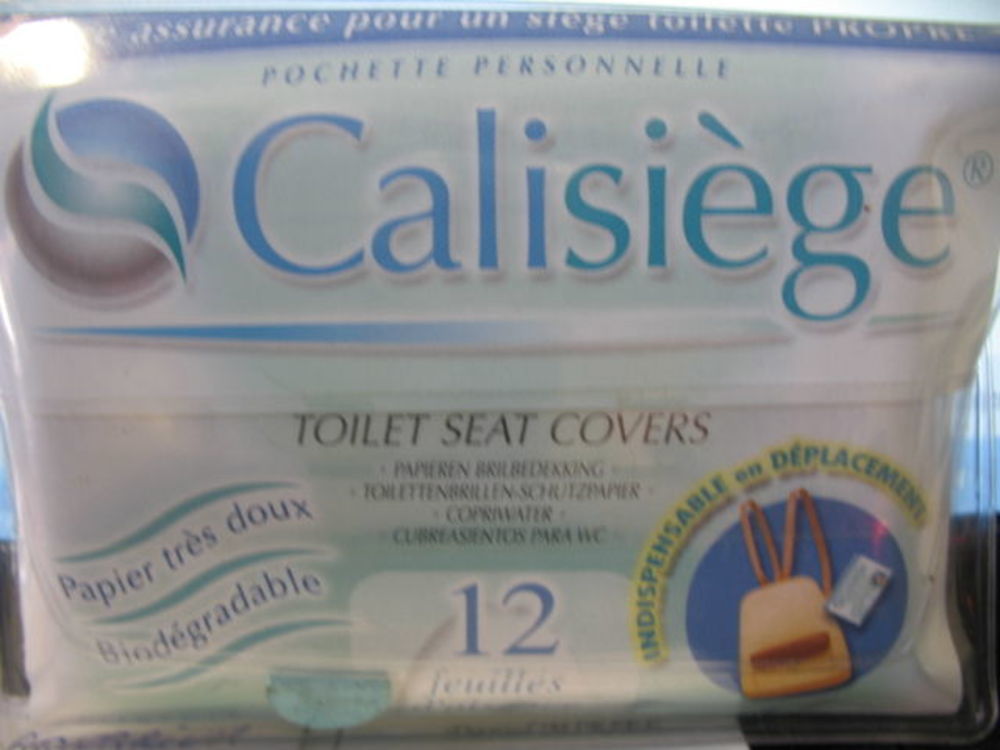 assurance pour un siège toilette PROPRE
POCHETTE PERSONNELLE
Calisiège®
TOILET SEAT COVERS
· PAPIEREN BRILBEDEKKING ·
· TOILETTENBRILLEN-SCHUTZPAPIER ·
· COPRIWATER ·
· CUBREASIENTOS PARA WC ·
Papier très doux
Biodégradable
12
feuilles
INDISPENSABLE en DÉPLACEMENT